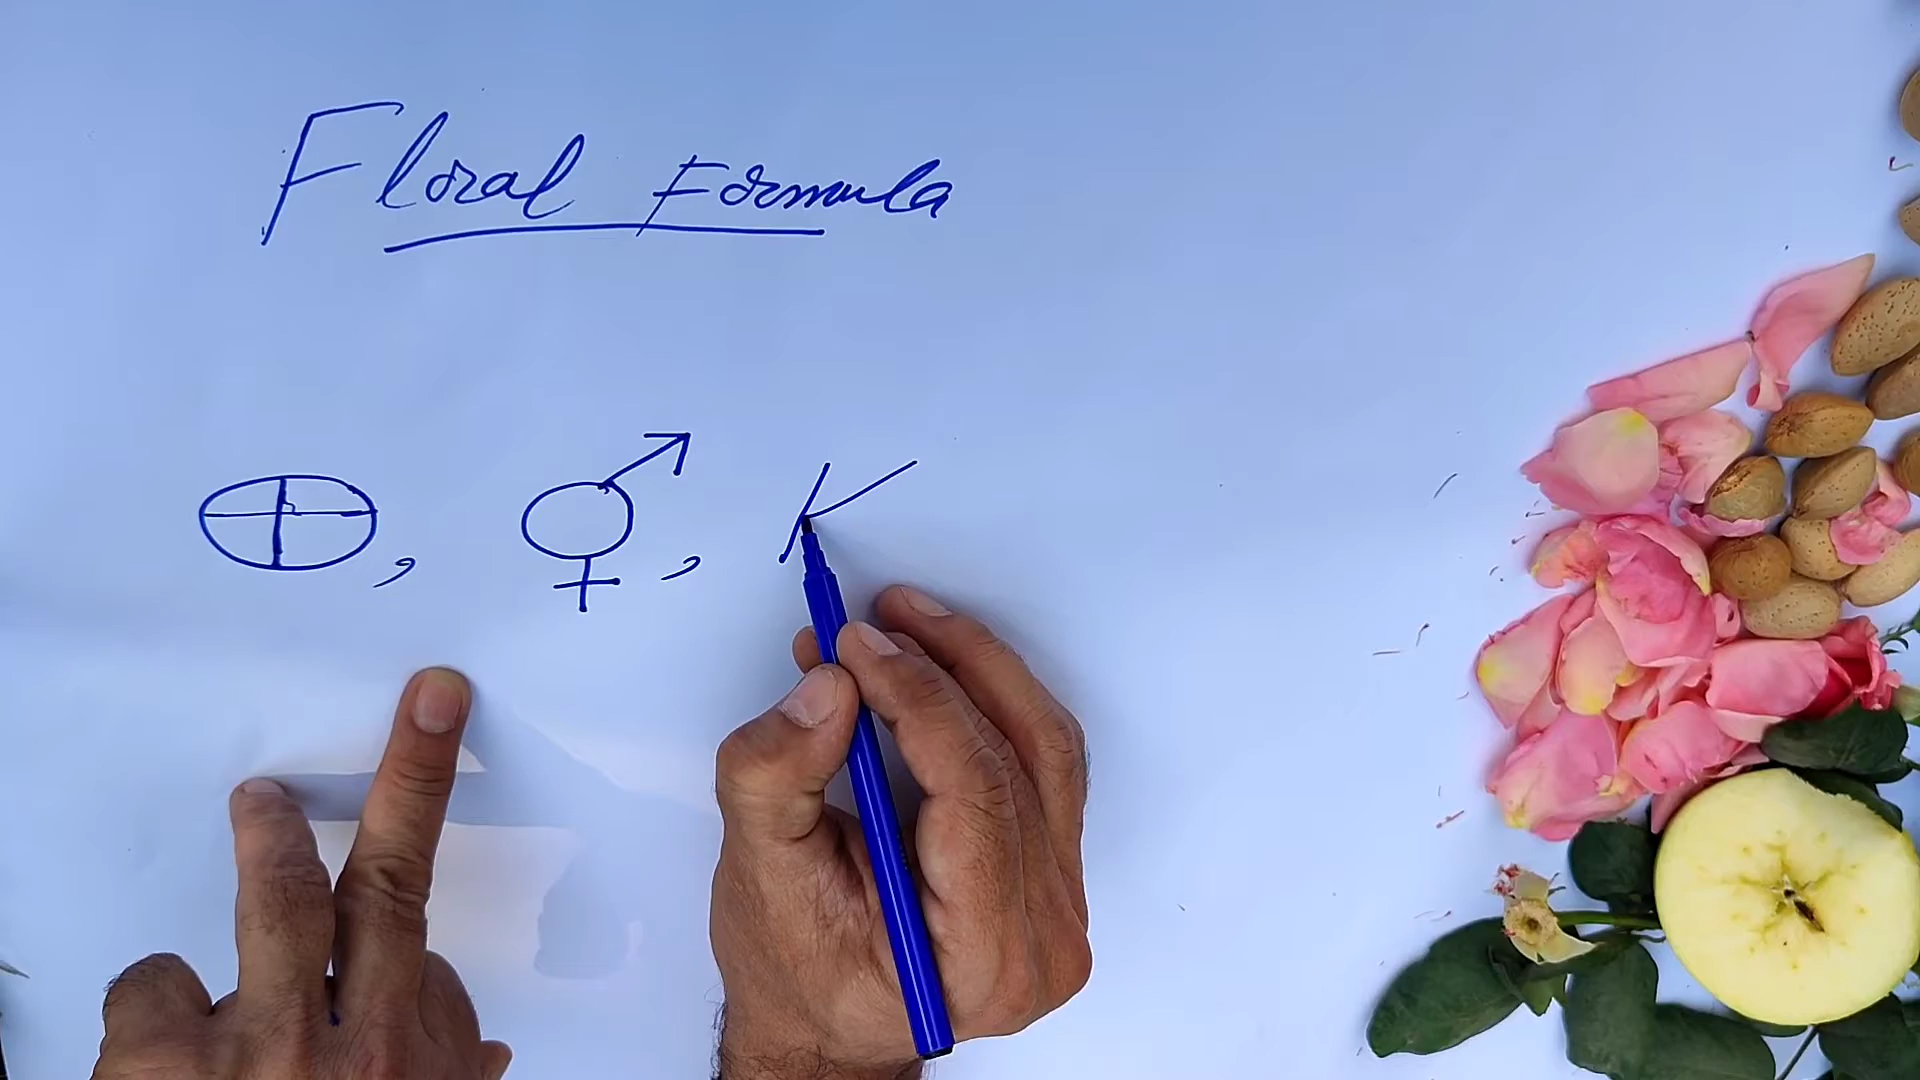 Floral Formula
⊕, ⚥, K